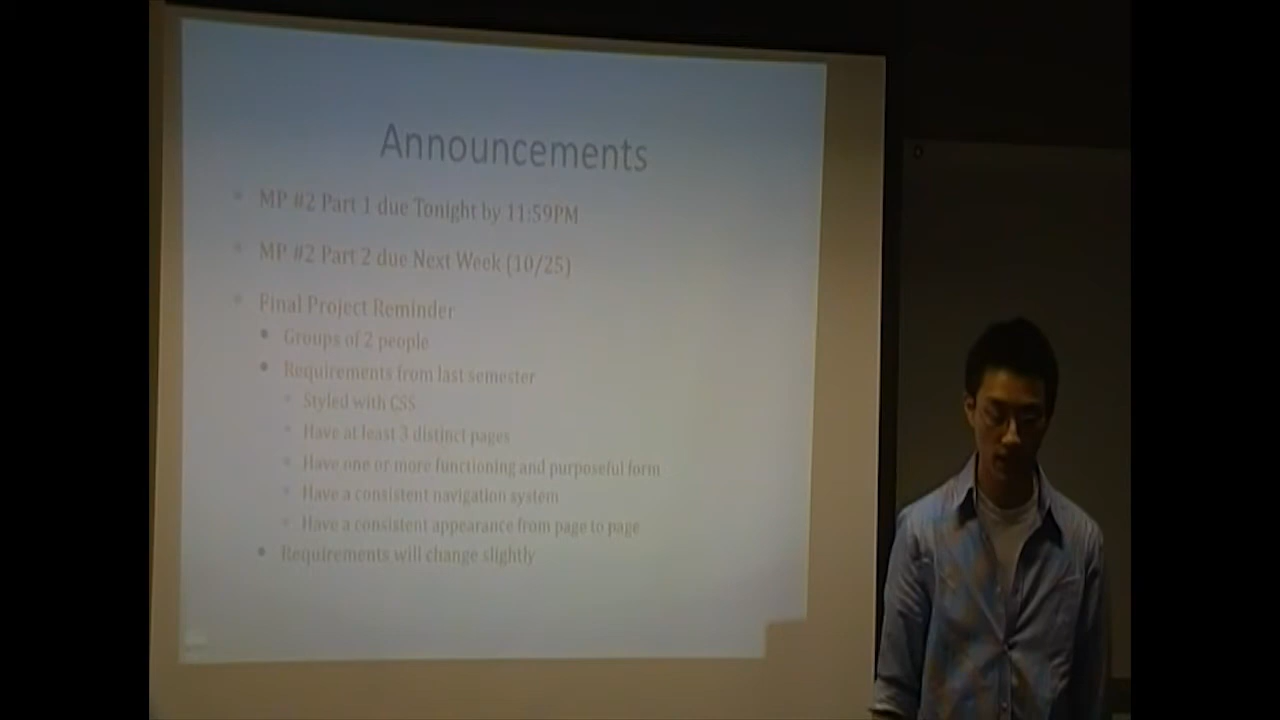 Announcements
MP #2 Part 1 due Tonight by 11:59PM
MP #2 Part 2 due Next Week (10/25)
Final Project Reminder
Groups of 2 people
Requirements from last semester
Styled with CSS
Have at least 3 distinct pages
Have one or more functioning and purposeful form
Have a consistent navigation system
Have a consistent appearance from page to page
Requirements will change slightly